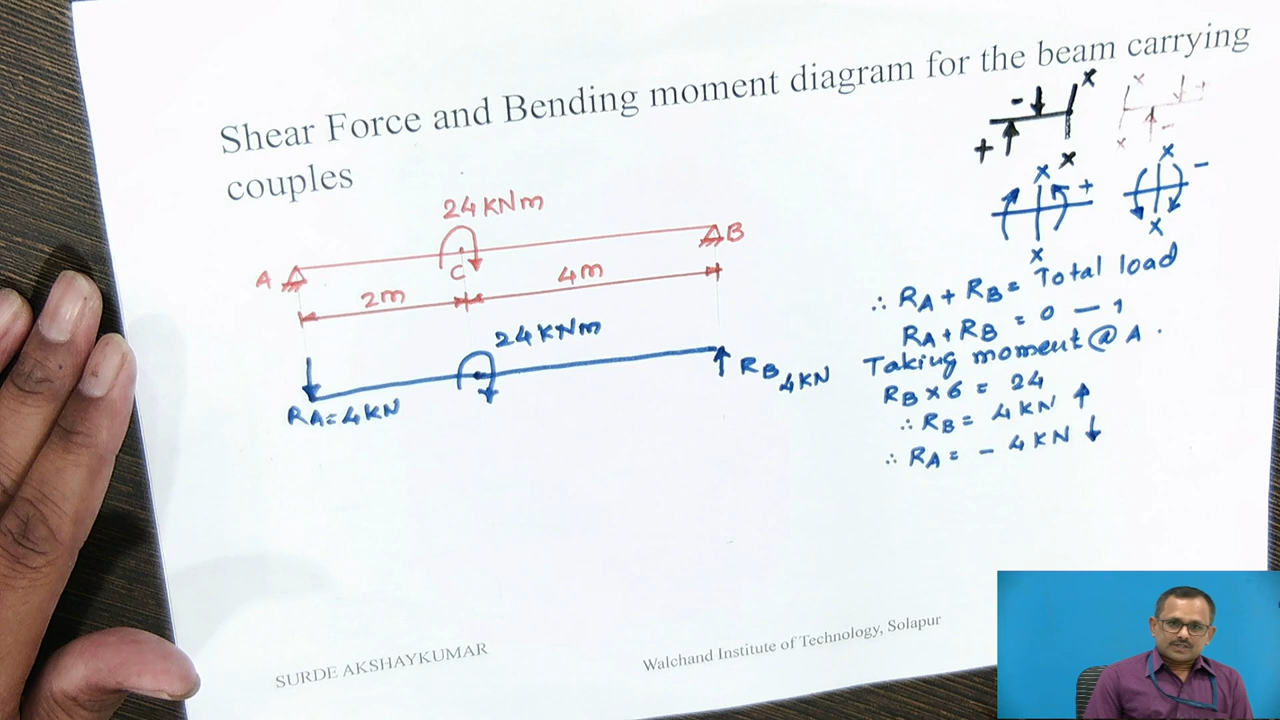 Shear Force and Bending moment diagram for the beam carrying
couples
- x
+ x
x +
x
x -
x
x +
x -
24 KNm
A B
C
2m 4m
24 KNm
RA = 4 KN
RB 4KN
∴ RA + RB = Total load
RA + RB = 0 — 1
Taking moment @ A .
RB × 6 = 24
∴ RB = 4 KN ↑
∴ RA = - 4 KN ↓
SURDE AKSHAYKUMAR
Walchand Institute of Technology, Solapur